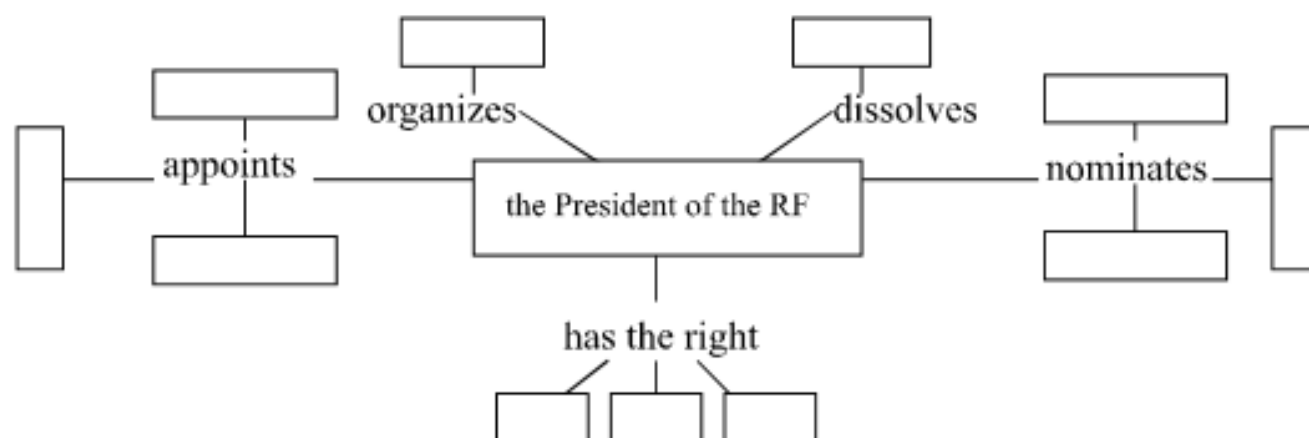 organizes
dissolves
appoints
nominates
the President of the RF
has the right